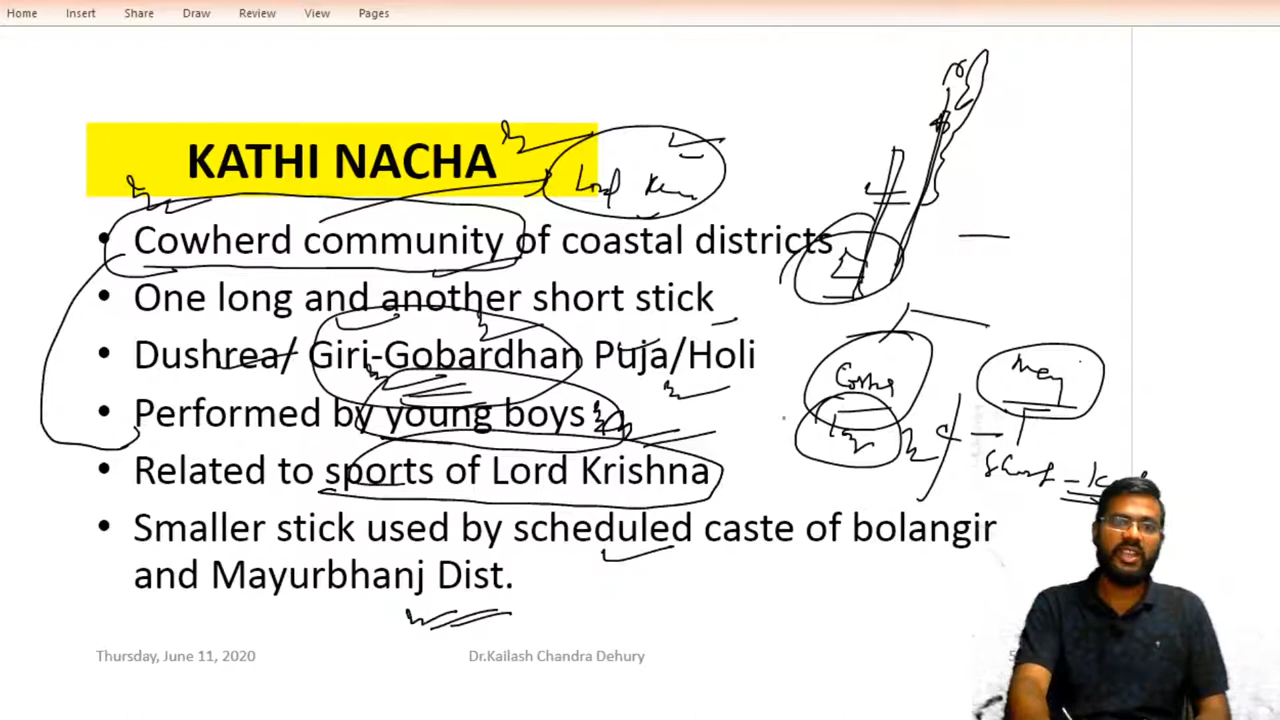 Home Insert Share Draw Review View Pages
KATHI NACHA
Lord
• Cowherd community of coastal districts
• One long and another short stick
• Dushrea/ Giri-Gobardhan Puja/Holi
• Performed by young boys
• Related to sports of Lord Krishna
• Smaller stick used by scheduled caste of bolangir
and Mayurbhanj Dist.
Short
Thursday, June 11, 2020 Dr.Kailash Chandra Dehury